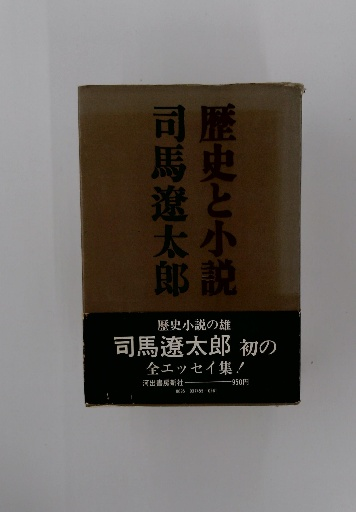 歴史と小説
司馬遼太郎
歴史小説の雄
司馬遼太郎 初の
全エッセイ集!
河出書房新社———950円